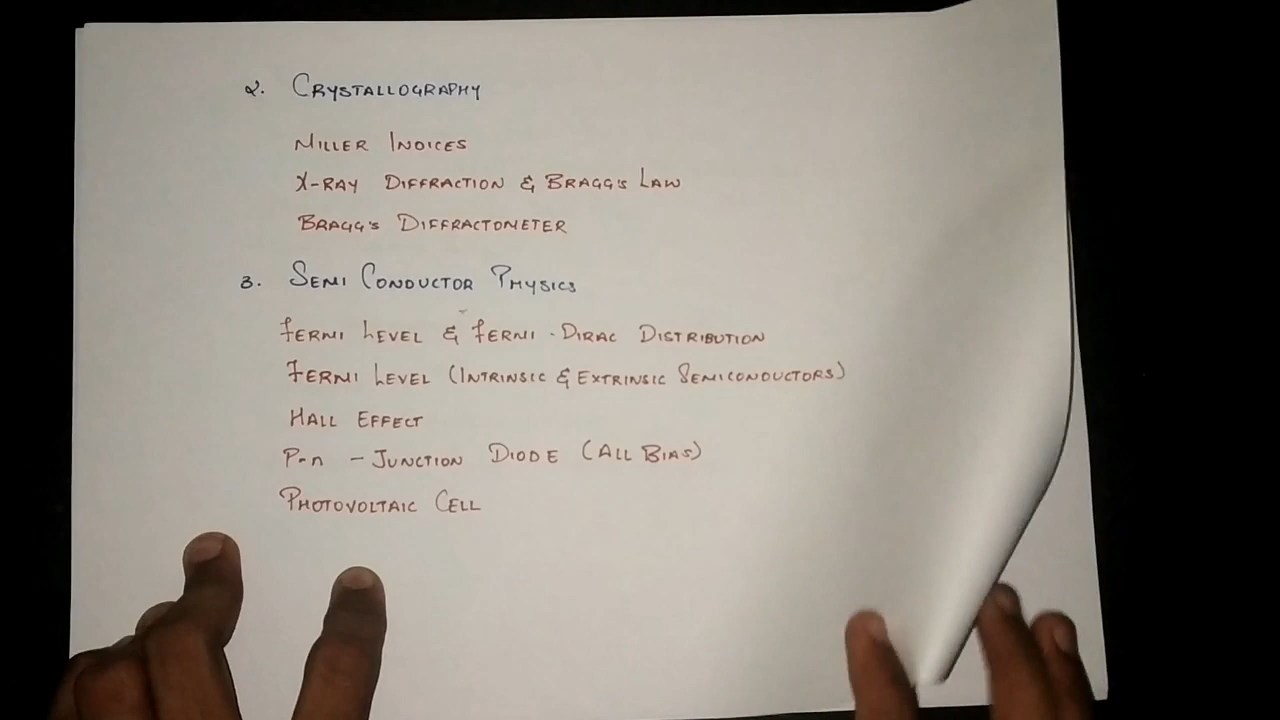 2. CRYSTALLOGRAPHY
MILLER INDICES
X-RAY DIFFRACTION & BRAGG'S LAW
BRAGG'S DIFFRACTOMETER
3. SEMI CONDUCTOR PHYSICS
FERMI LEVEL & FERMI-DIRAC DISTRIBUTION
FERMI LEVEL (INTRINSIC & EXTRINSIC SEMICONDUCTORS)
HALL EFFECT
P-n - JUNCTION DIODE (ALL BIAS)
PHOTOVOLTAIC CELL